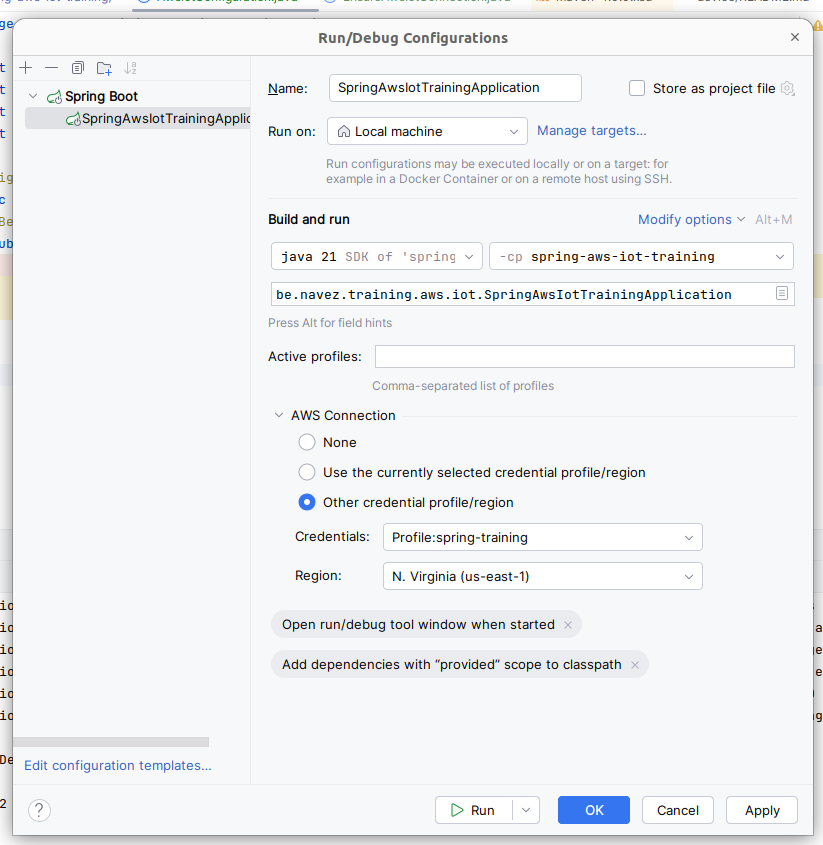 Run/Debug Configurations
Spring Boot
SpringAwsIotTrainingApplic
Name:
SpringAwsIotTrainingApplication
Store as project file
Run on:
Local machine
Manage targets...
Run configurations may be executed locally or on a target: for
example in a Docker Container or on a remote host using SSH.
Build and run
Modify options
Alt+M
java 21 SDK of 'spring
-cp spring-aws-iot-training
be.navez.training.aws.iot.SpringAwsIotTrainingApplication
Press Alt for field hints
Active profiles:
Comma-separated list of profiles
AWS Connection
None
Use the currently selected credential profile/region
Other credential profile/region
Credentials:
Profile:spring-training
Region:
N. Virginia (us-east-1)
Open run/debug tool window when started
Add dependencies with “provided” scope to classpath
Edit configuration templates...
?
Run
OK
Cancel
Apply